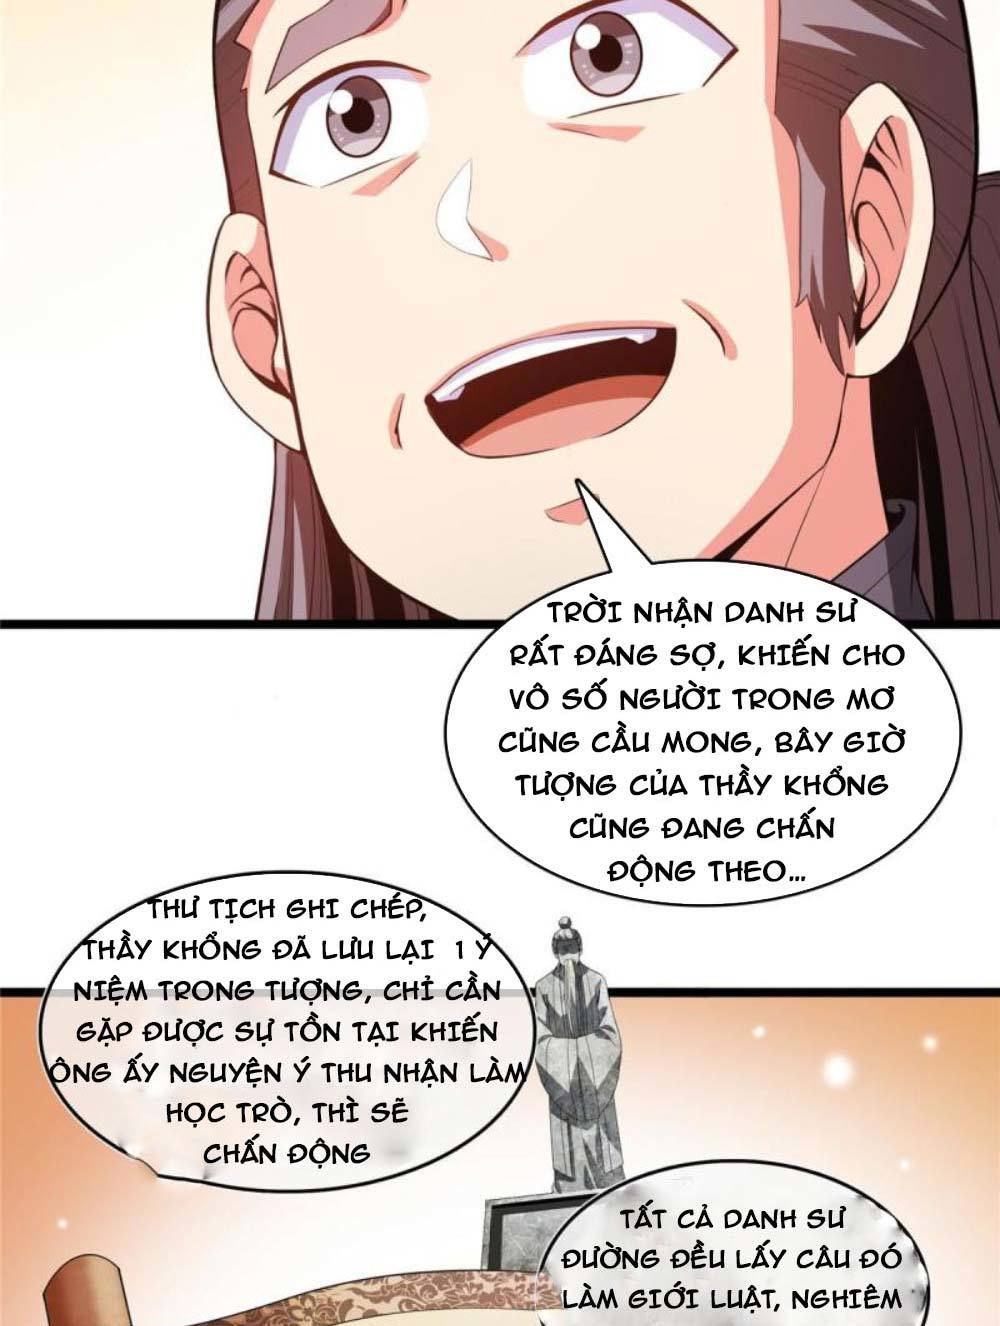 TRỜI NHẬN DANH SƯ
RẤT ĐÁNG SỢ, KHIẾN CHO
VÔ SỐ NGƯỜI TRONG MƠ
CŨNG CẦU MONG, BÂY GIỜ
TƯỢNG CỦA THẦY KHỔNG
CŨNG ĐANG CHẤN
ĐỘNG THEO...
THƯ TỊCH GHI CHÉP,
THẦY KHỔNG ĐÃ LƯU LẠI 1 Ý
NIỆM TRONG TƯỢNG, CHỈ CẦN
GẶP ĐƯỢC SỰ TỒN TẠI KHIẾN
ÔNG ẤY NGUYỆN Ý THU NHẬN LÀM
HỌC TRÒ, THÌ SẼ
CHẤN ĐỘNG
TẤT CẢ DANH SƯ
ĐƯỜNG ĐỀU LẤY CÂU ĐÓ
LÀM GIỚI LUẬT, NGHIÊM